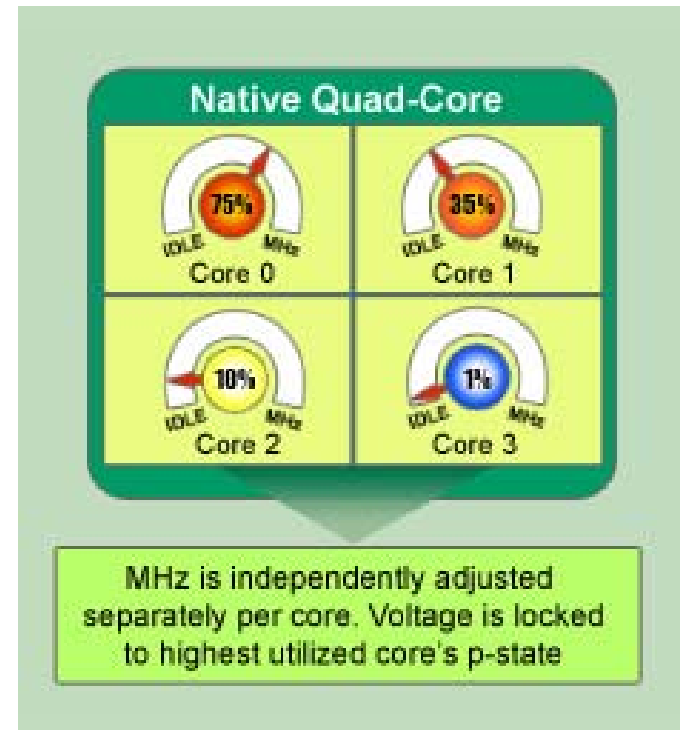 Native Quad-Core
75%
IDLE MHz
Core 0
35%
IDLE MHz
Core 1
10%
IDLE MHz
Core 2
1%
IDLE MHz
Core 3
MHz is independently adjusted
separately per core. Voltage is locked
to highest utilized core's p-state